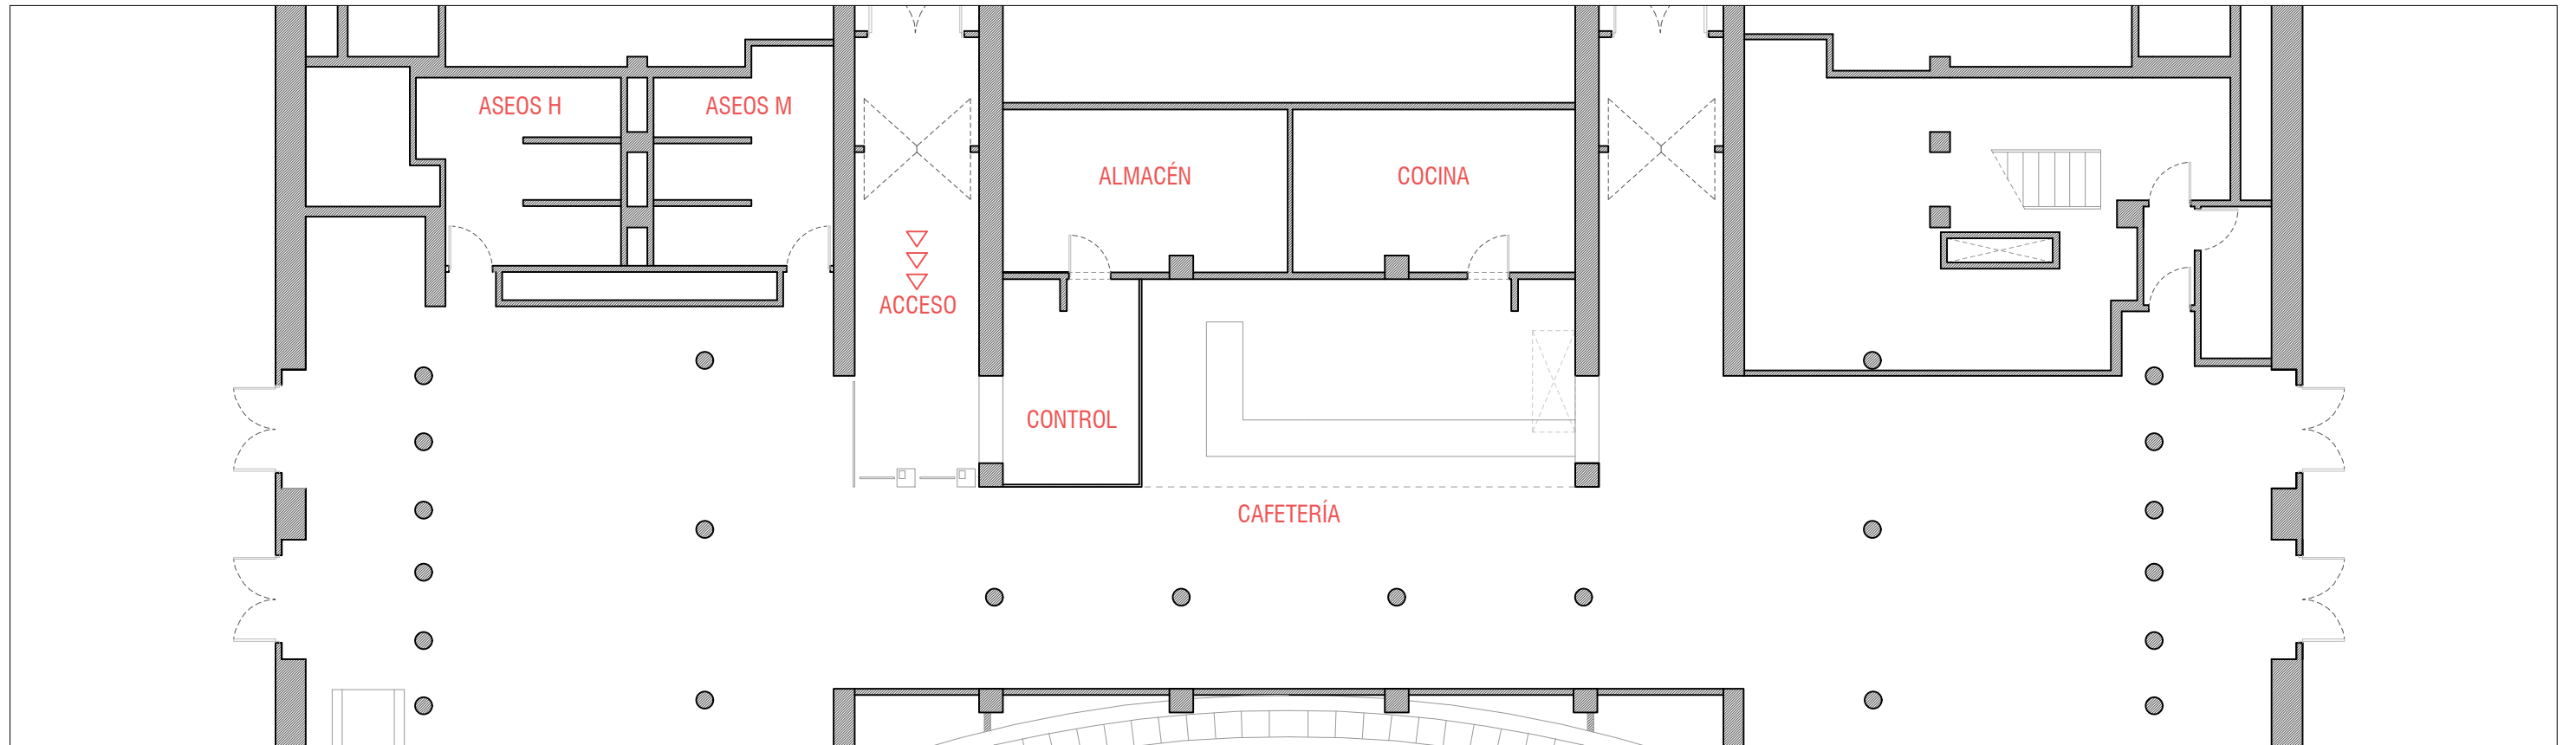 ASEOS H
ASEOS M
ALMACÉN
COCINA
ACCESO
CONTROL
CAFETERÍA